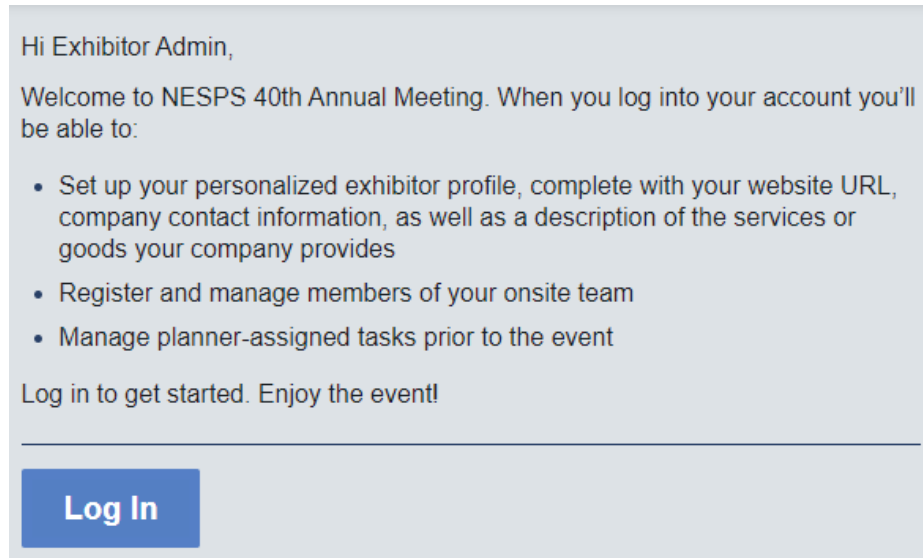 Hi Exhibitor Admin,
Welcome to NESPS 40th Annual Meeting. When you log into your account you’ll
be able to:
• Set up your personalized exhibitor profile, complete with your website URL,
company contact information, as well as a description of the services or
goods your company provides
• Register and manage members of your onsite team
• Manage planner-assigned tasks prior to the event
Log in to get started. Enjoy the event!
Log In